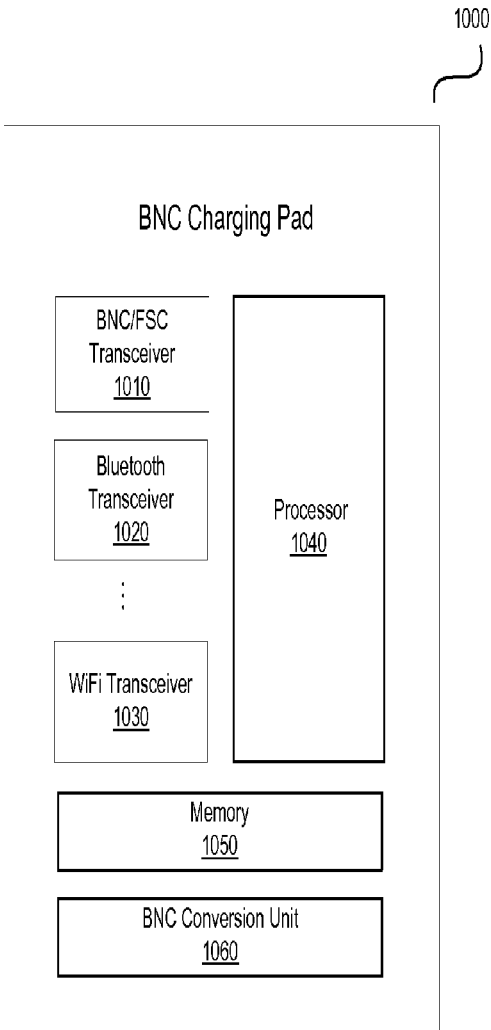 1000
BNC Charging Pad
BNC/FSC
Transceiver
1010
Bluetooth
Transceiver
1020
⋮
WiFi Transceiver
1030
Processor
1040
Memory
1050
BNC Conversion Unit
1060